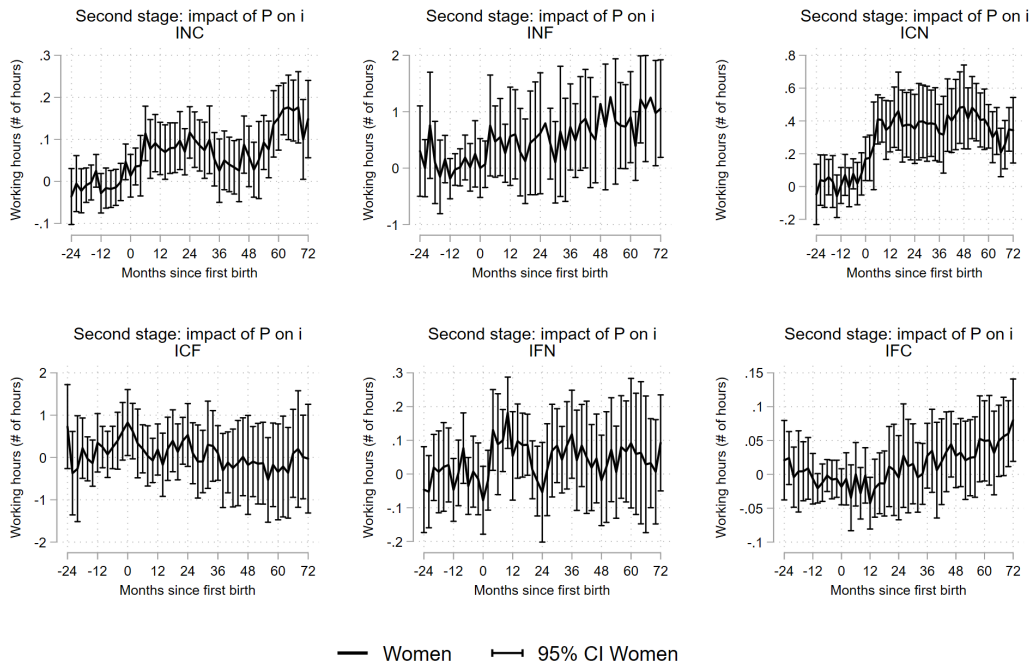 Second stage: impact of P on i
INC
Working hours (# of hours)
.3
.2
.1
0
-.1
-24 -12 0 12 24 36 48 60 72
Months since first birth
Second stage: impact of P on i
INF
Working hours (# of hours)
2
1
0
-1
-24 -12 0 12 24 36 48 60 72
Months since first birth
Second stage: impact of P on i
ICN
Working hours (# of hours)
.8
.6
.4
.2
0
-.2
-24 -12 0 12 24 36 48 60 72
Months since first birth
Second stage: impact of P on i
ICF
Working hours (# of hours)
2
1
0
-1
-2
-24 -12 0 12 24 36 48 60 72
Months since first birth
Second stage: impact of P on i
IFN
Working hours (# of hours)
.3
.2
.1
0
-.1
.2
-24 -12 0 12 24 36 48 60 72
Months since first birth
Second stage: impact of P on i
IFC
Working hours (# of hours)
.15
.1
.05
0
-.05
-.1
-24 -12 0 12 24 36 48 60 72
Months since first birth
Women
95% CI Women